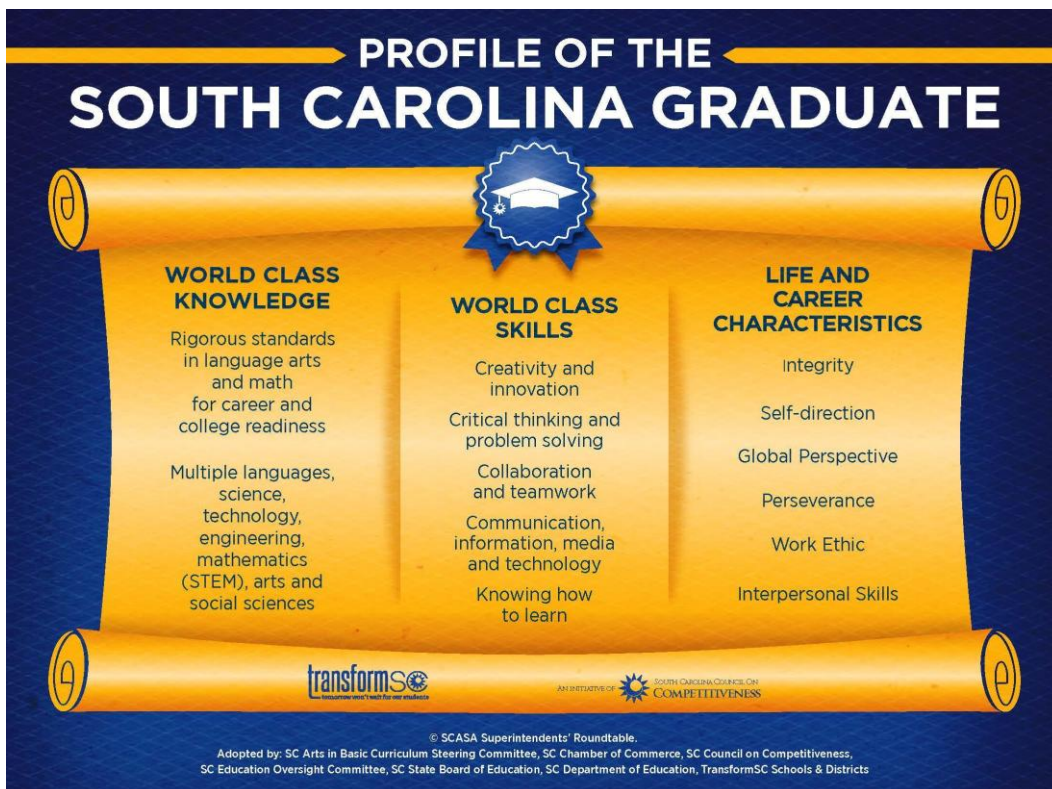 PROFILE OF THE
SOUTH CAROLINA GRADUATE
WORLD CLASS
KNOWLEDGE
Rigorous standards
in language arts
and math
for career and
college readiness
Multiple languages,
science,
technology,
engineering,
mathematics
(STEM), arts and
social sciences
WORLD CLASS
SKILLS
Creativity and
innovation
Critical thinking and
problem solving
Collaboration
and teamwork
Communication,
information, media
and technology
Knowing how
to learn
LIFE AND
CAREER
CHARACTERISTICS
Integrity
Self-direction
Global Perspective
Perseverance
Work Ethic
Interpersonal Skills
transformSC
tomorrow won't wait for our students
AN INITIATIVE OF
SOUTH CAROLINA COUNCIL ON
COMPETITIVENESS
© SCASA Superintendents' Roundtable.
Adopted by: SC Arts in Basic Curriculum Steering Committee, SC Chamber of Commerce, SC Council on Competitiveness,
SC Education Oversight Committee, SC State Board of Education, SC Department of Education, TransformSC Schools & Districts